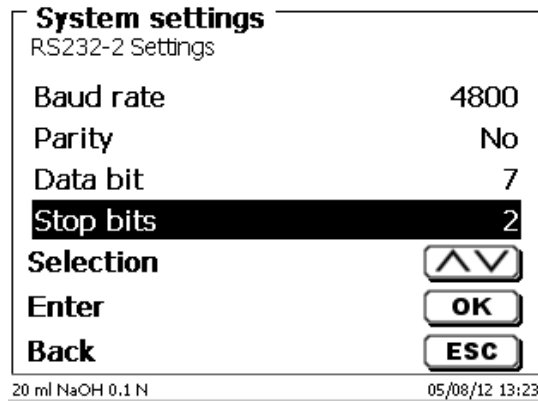 System settings
RS232-2 Settings
Baud rate 4800
Parity No
Data bit 7
Stop bits 2
Selection
Enter OK
Back ESC
20 ml NaOH 0.1 N 05/08/12 13:23